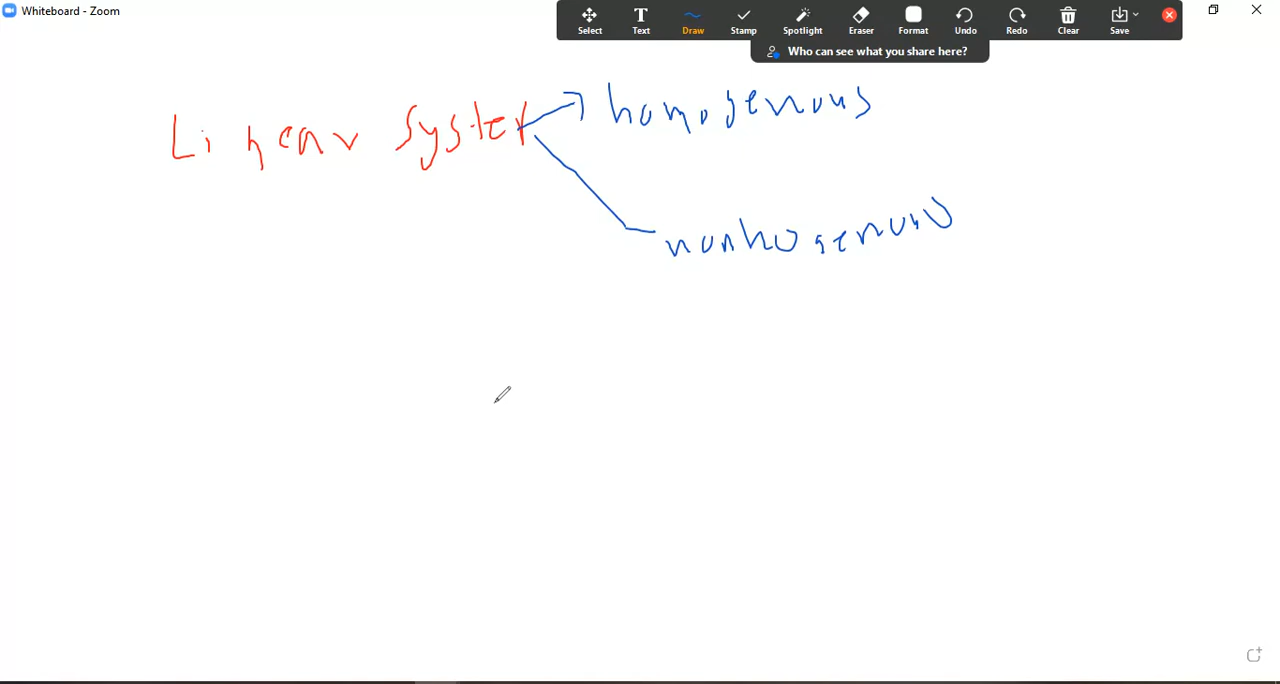 Whiteboard - Zoom
Select Text Draw Stamp Spotlight Eraser Format Undo Redo Clear Save
Who can see what you share here?
Linear system homogenous
nonhogenous